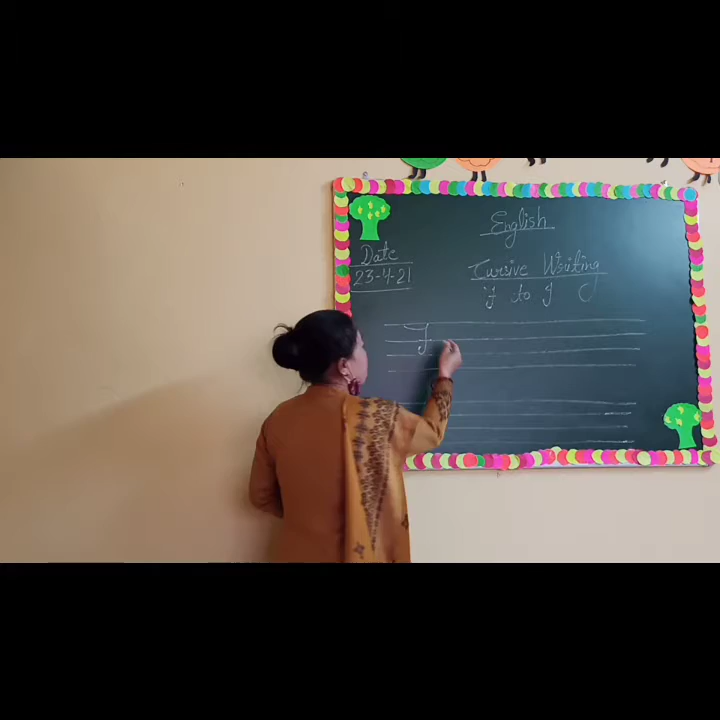 English
Date
23-4-21
Cursive Writing
F to J
F